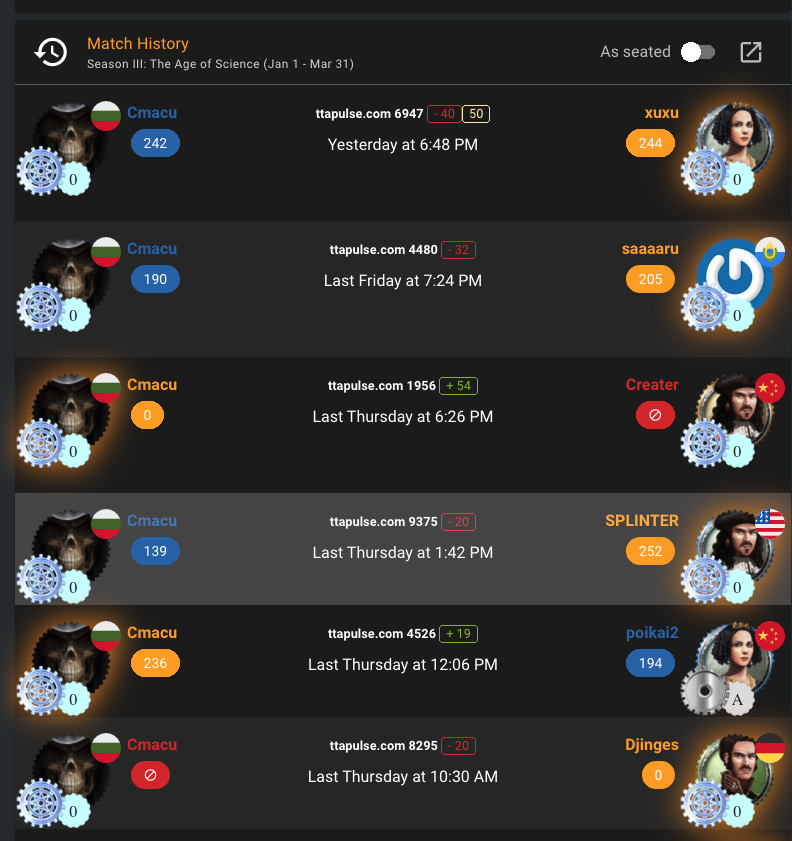 Match History
Season III: The Age of Science (Jan 1 - Mar 31)
As seated
Cmacu
ttapulse.com 6947 - 40 50
xuxu
242
Yesterday at 6:48 PM
244
0
0
Cmacu
ttapulse.com 4480 - 32
saaaaru
190
Last Friday at 7:24 PM
205
0
0
Cmacu
ttapulse.com 1956 + 54
Creater
0
Last Thursday at 6:26 PM
0
0
Cmacu
ttapulse.com 9375 - 20
SPLINTER
139
Last Thursday at 1:42 PM
252
0
0
Cmacu
ttapulse.com 4526 + 19
poikai2
236
Last Thursday at 12:06 PM
194
0
A
Cmacu
ttapulse.com 8295 - 20
Djinges
Last Thursday at 10:30 AM
0
0
0